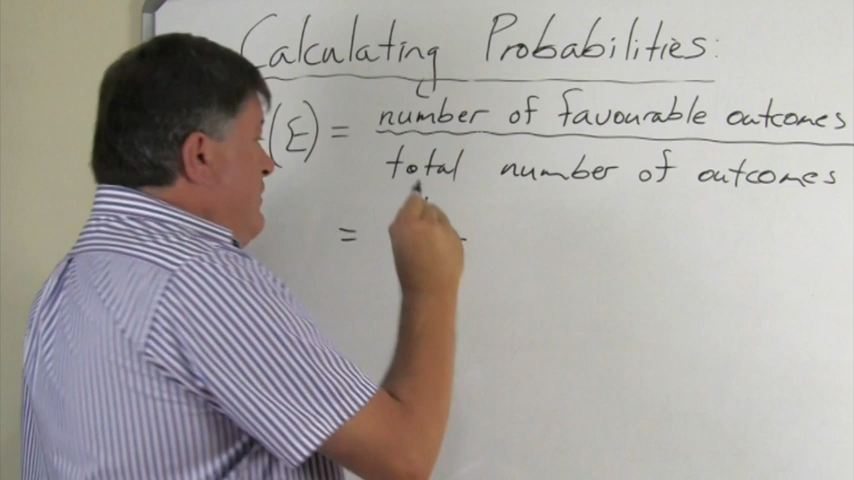 Calculating Probabilities:
(E) = number of favourable outcomes
total number of outcomes
=